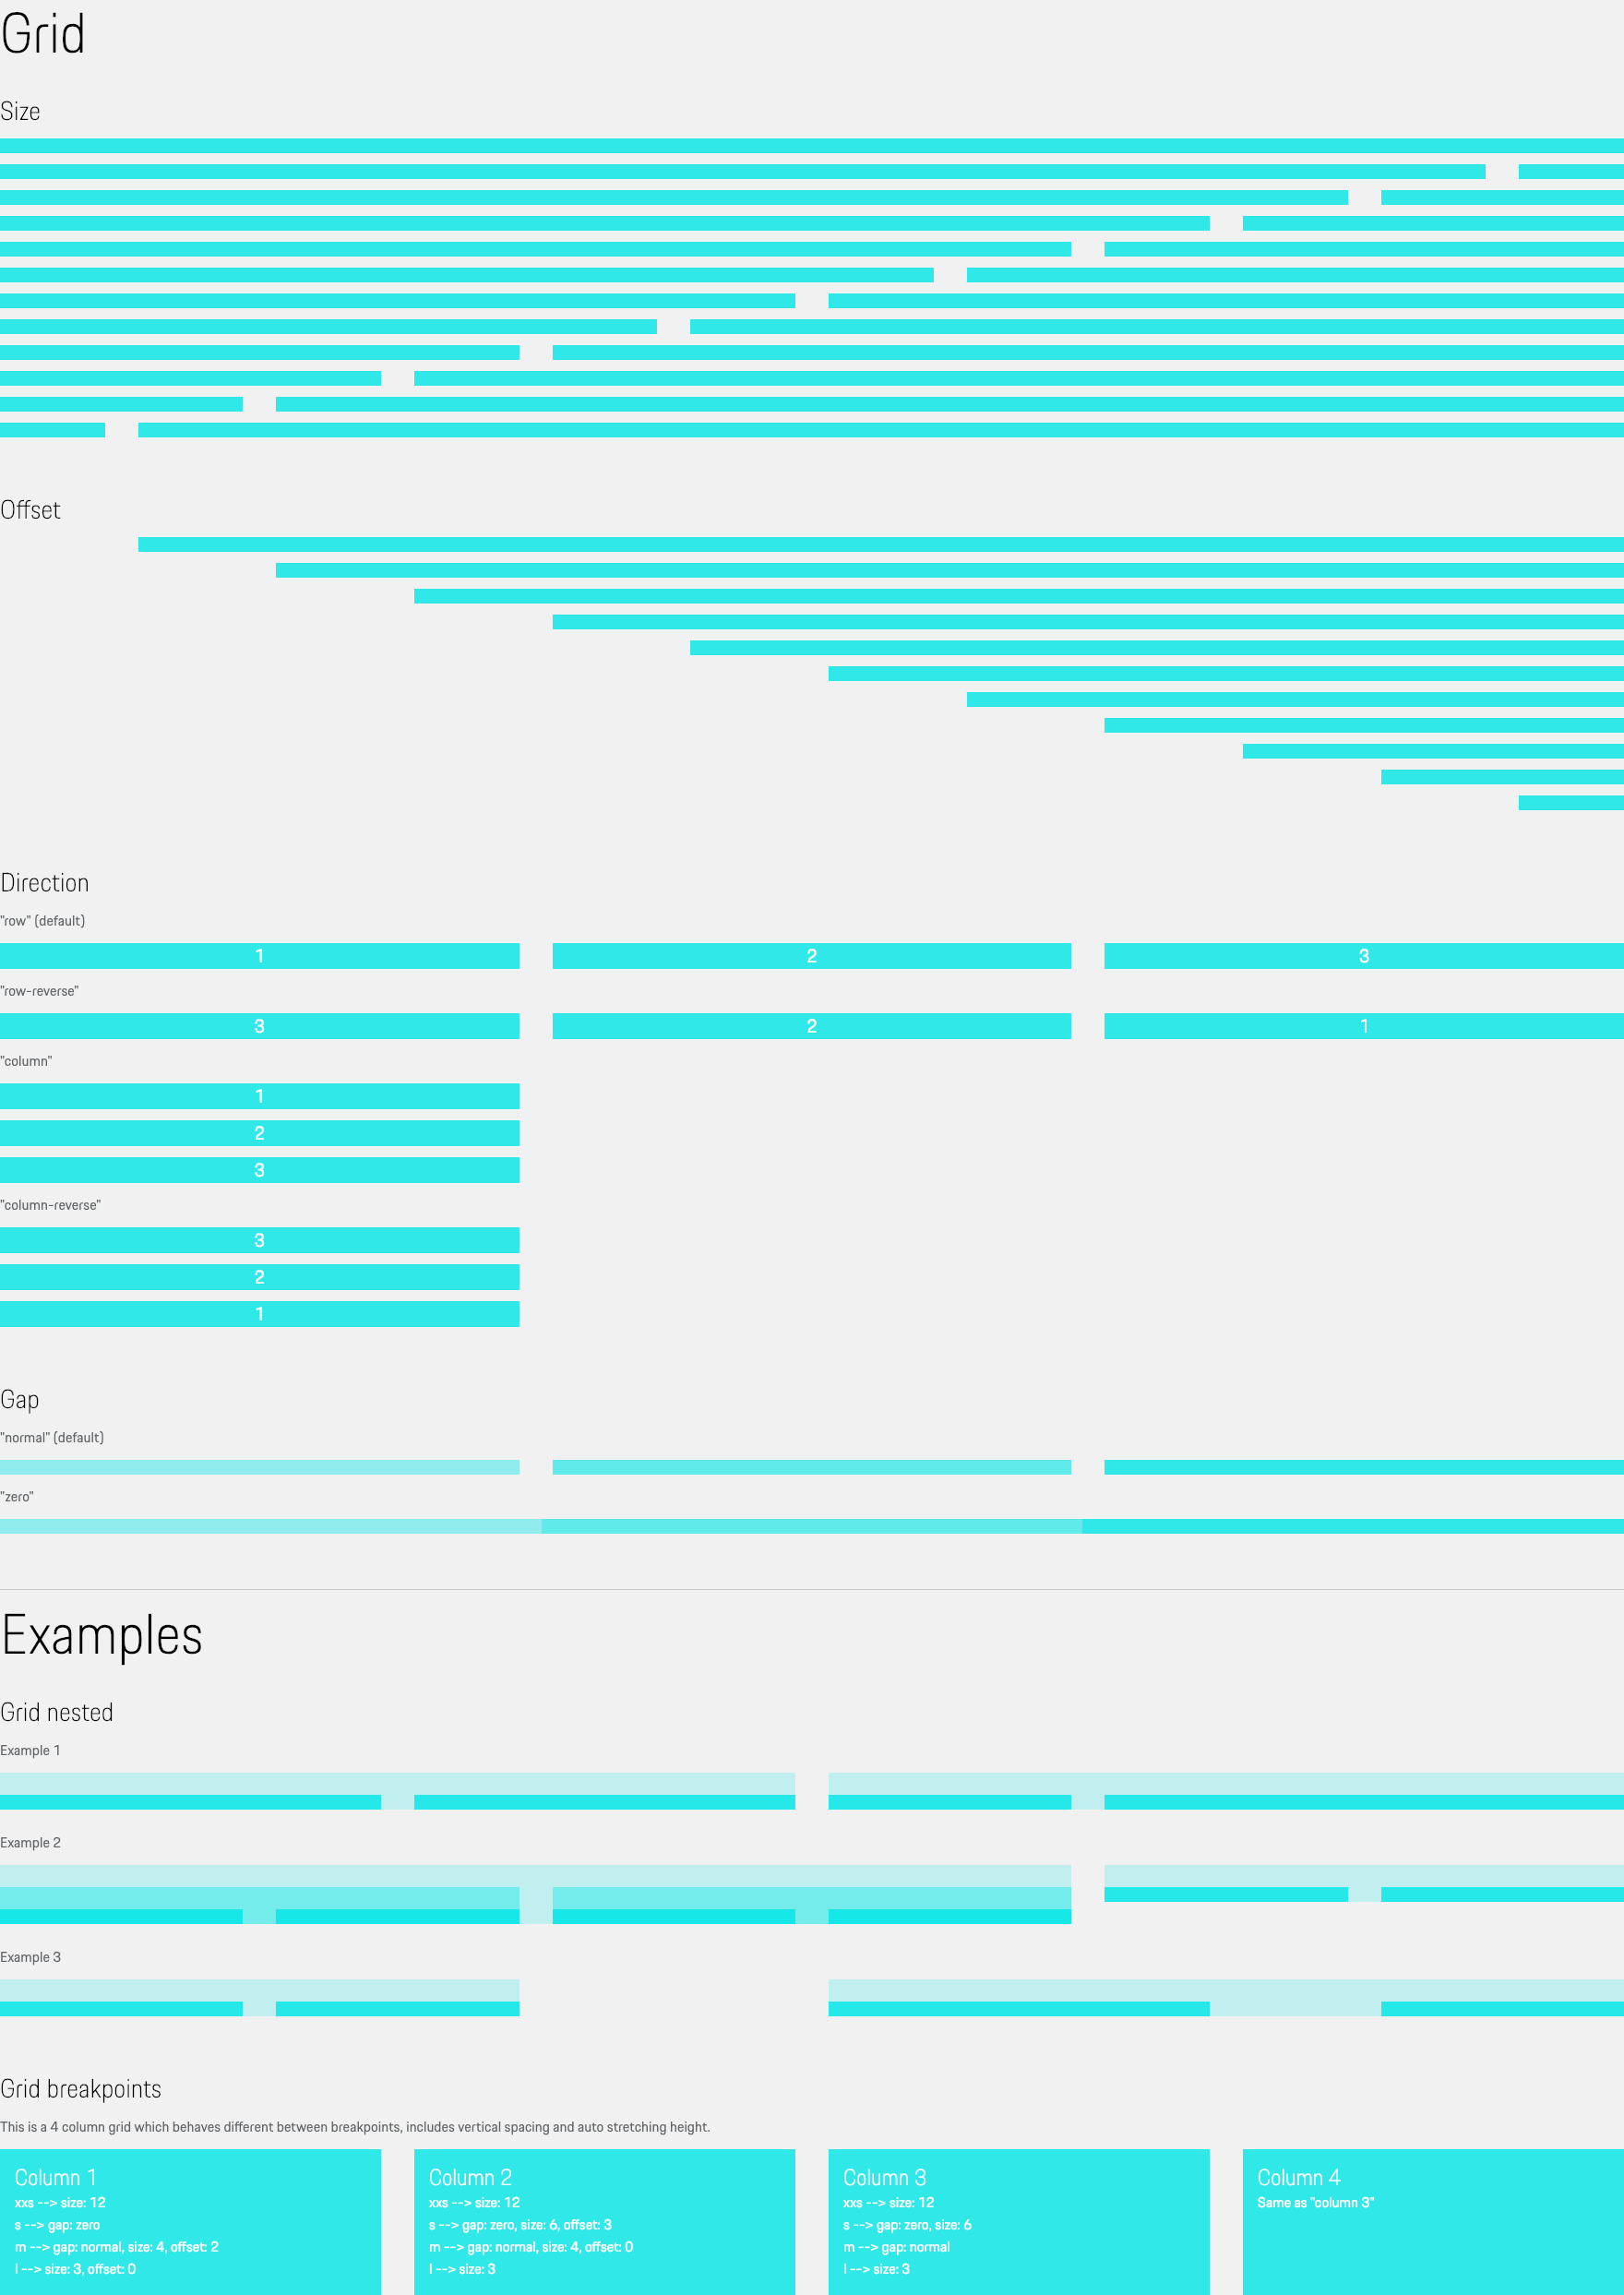 Grid
Size
Offset
Direction
"row" (default)
1 2 3
"row-reverse"
3 2 1
"column"
1
2
3
"column-reverse"
3
2
1
Gap
"normal" (default)
"zero"
Examples
Grid nested
Example 1
Example 2
Example 3
Grid breakpoints
This is a 4 column grid which behaves different between breakpoints, includes vertical spacing and auto stretching height.
Column 1
xxs --> size: 12
s --> gap: zero
m --> gap: normal, size: 4, offset: 2
l --> size: 3, offset: 0
Column 2
xxs --> size: 12
s --> gap: zero, size: 6, offset: 3
m --> gap: normal, size: 4, offset: 0
l --> size: 3
Column 3
xxs --> size: 12
s --> gap: zero, size: 6
m --> gap: normal
l --> size: 3
Column 4
Same as "column 3"